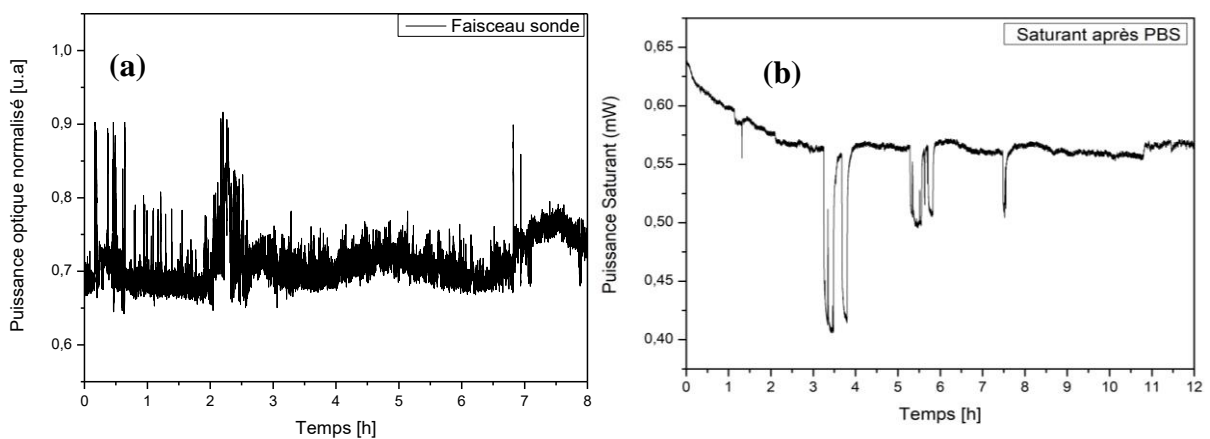 Faisceau sonde
(a)
Puissance optique normalisé [u.a]
1,0
0,9
0,8
0,7
0,6
0 1 2 3 4 5 6 7 8
Temps [h]
Saturant après PBS
(b)
Puissance Saturant (mW)
0,65
0,60
0,55
0,50
0,45
0,40
0 1 2 3 4 5 6 7 8 9 10 11 12
Temps [h]